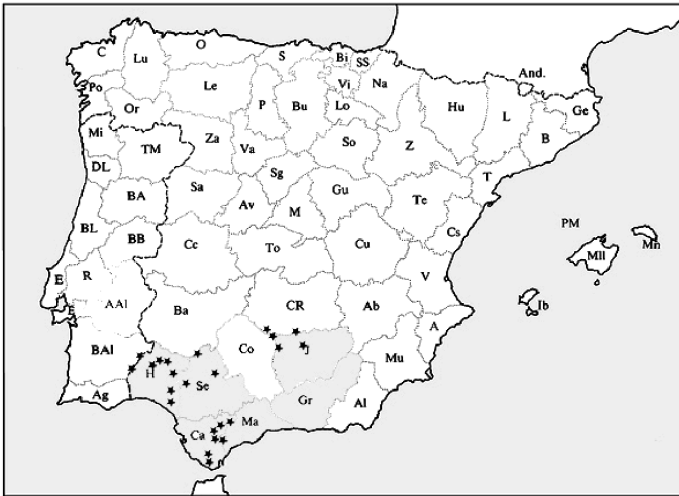 C
Lu
O
S
Bi
SS
Po
Or
Le
P
Bu
Vi
Lo
Na
And.
Hu
L
Ge
B
Mi
TM
Za
Va
So
Z
T
DL
Sg
BA
Sa
Av
M
Gu
Te
BL
BB
Cc
To
Cu
Cs
PM
Mn
Mll
E
R
AAl
Ba
CR
Ab
V
Ib
E
BAl
Co
J
Mu
A
H
Se
Ag
Gr
Al
Ca
Ma